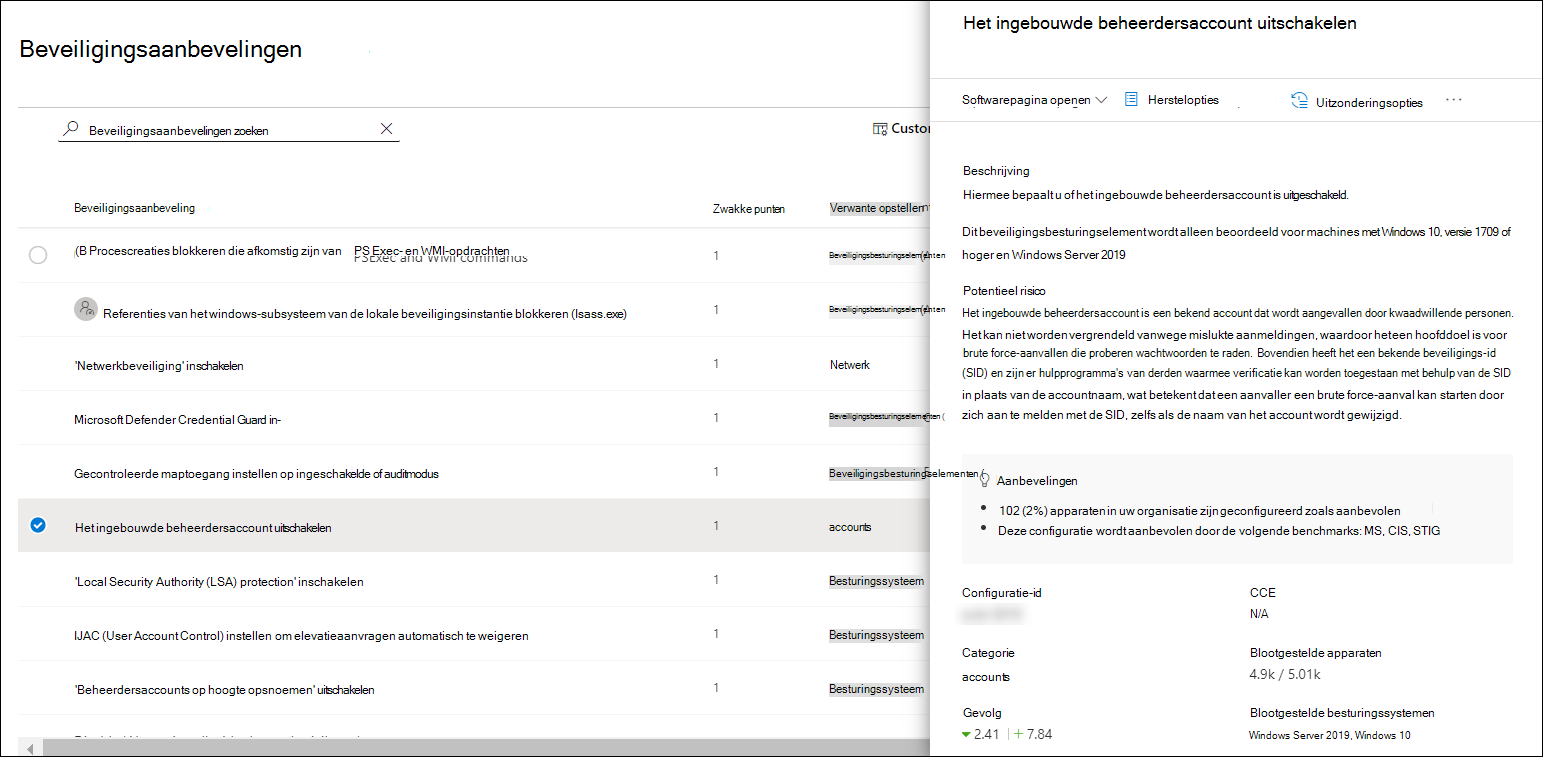 Beveiligingsaanbevelingen
Beveiligingsaanbevelingen zoeken
Custo
Beveiligingsaanbeveling Zwakke punten Verwante opstellen
(B Procescreaties blokkeren die afkomstig zijn van PS Exec- en WMI-opdrachten 1 Beveiligingsbesturingselem
PSExec and WMI commands
Referenties van het windows-subsysteem van de lokale beveiligingsinstantie blokkeren (lsass.exe) 1 Beveiligingsbesturingselem
'Netwerkbeveiliging' inschakelen 1 Netwerk
Microsoft Defender Credential Guard in- 1 Beveiligingsbesturingselementen (
Gecontroleerde maptoegang instellen op ingeschakelde of auditmodus 1 Beveiligingsbesturingselementen (
Het ingebouwde beheerdersaccount uitschakelen 1 accounts
'Local Security Authority (LSA) protection' inschakelen 1 Besturingssysteem
IJAC (User Account Control) instellen om elevatieaanvragen automatisch te weigeren 1 Besturingssysteem
'Beheerdersaccounts op hoogte opsnoemen' uitschakelen 1 Besturingssysteem
Het ingebouwde beheerdersaccount uitschakelen
Softwarepagina openen Herstelopties Uitzonderingsopties ...
Beschrijving
Hiermee bepaalt u of het ingebouwde beheerdersaccount is uitgeschakeld.
Dit beveiligingsbesturingselement wordt alleen beoordeeld voor machines met Windows 10, versie 1709 of
hoger en Windows Server 2019
Potentieel risico
Het ingebouwde beheerdersaccount is een bekend account dat wordt aangevallen door kwaadwillende personen.
Het kan niet worden vergrendeld vanwege mislukte aanmeldingen, waardoor het een hoofddoel is voor
brute force-aanvallen die proberen wachtwoorden te raden. Bovendien heeft het een bekende beveiligings-id
(SID) en zijn er hulpprogramma's van derden waarmee verificatie kan worden toegestaan met behulp van de SID
in plaats van de accountnaam, wat betekent dat een aanvaller een brute force-aanval kan starten door
zich aan te melden met de SID, zelfs als de naam van het account wordt gewijzigd.
Aanbevelingen
• 102 (2%) apparaten in uw organisatie zijn geconfigureerd zoals aanbevolen
• Deze configuratie wordt aanbevolen door de volgende benchmarks: MS, CIS, STIG
Configuratie-id CCE
N/A
Categorie Blootgestelde apparaten
accounts 4.9k / 5.01k
Gevolg Blootgestelde besturingssystemen
2.41 | + 7.84 Windows Server 2019, Windows 10